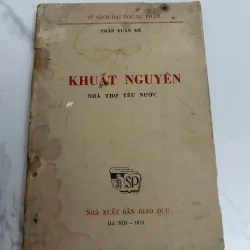 TỦ SÁCH ĐẠI HỌC SƯ PHẠM
TRẦN XUÂN ĐỀ
KHUẤT NGUYÊN
NHÀ THƠ YÊU NƯỚC
SP
NHÀ XUẤT BẢN GIÁO DỤC
HÀ NỘI — 1975